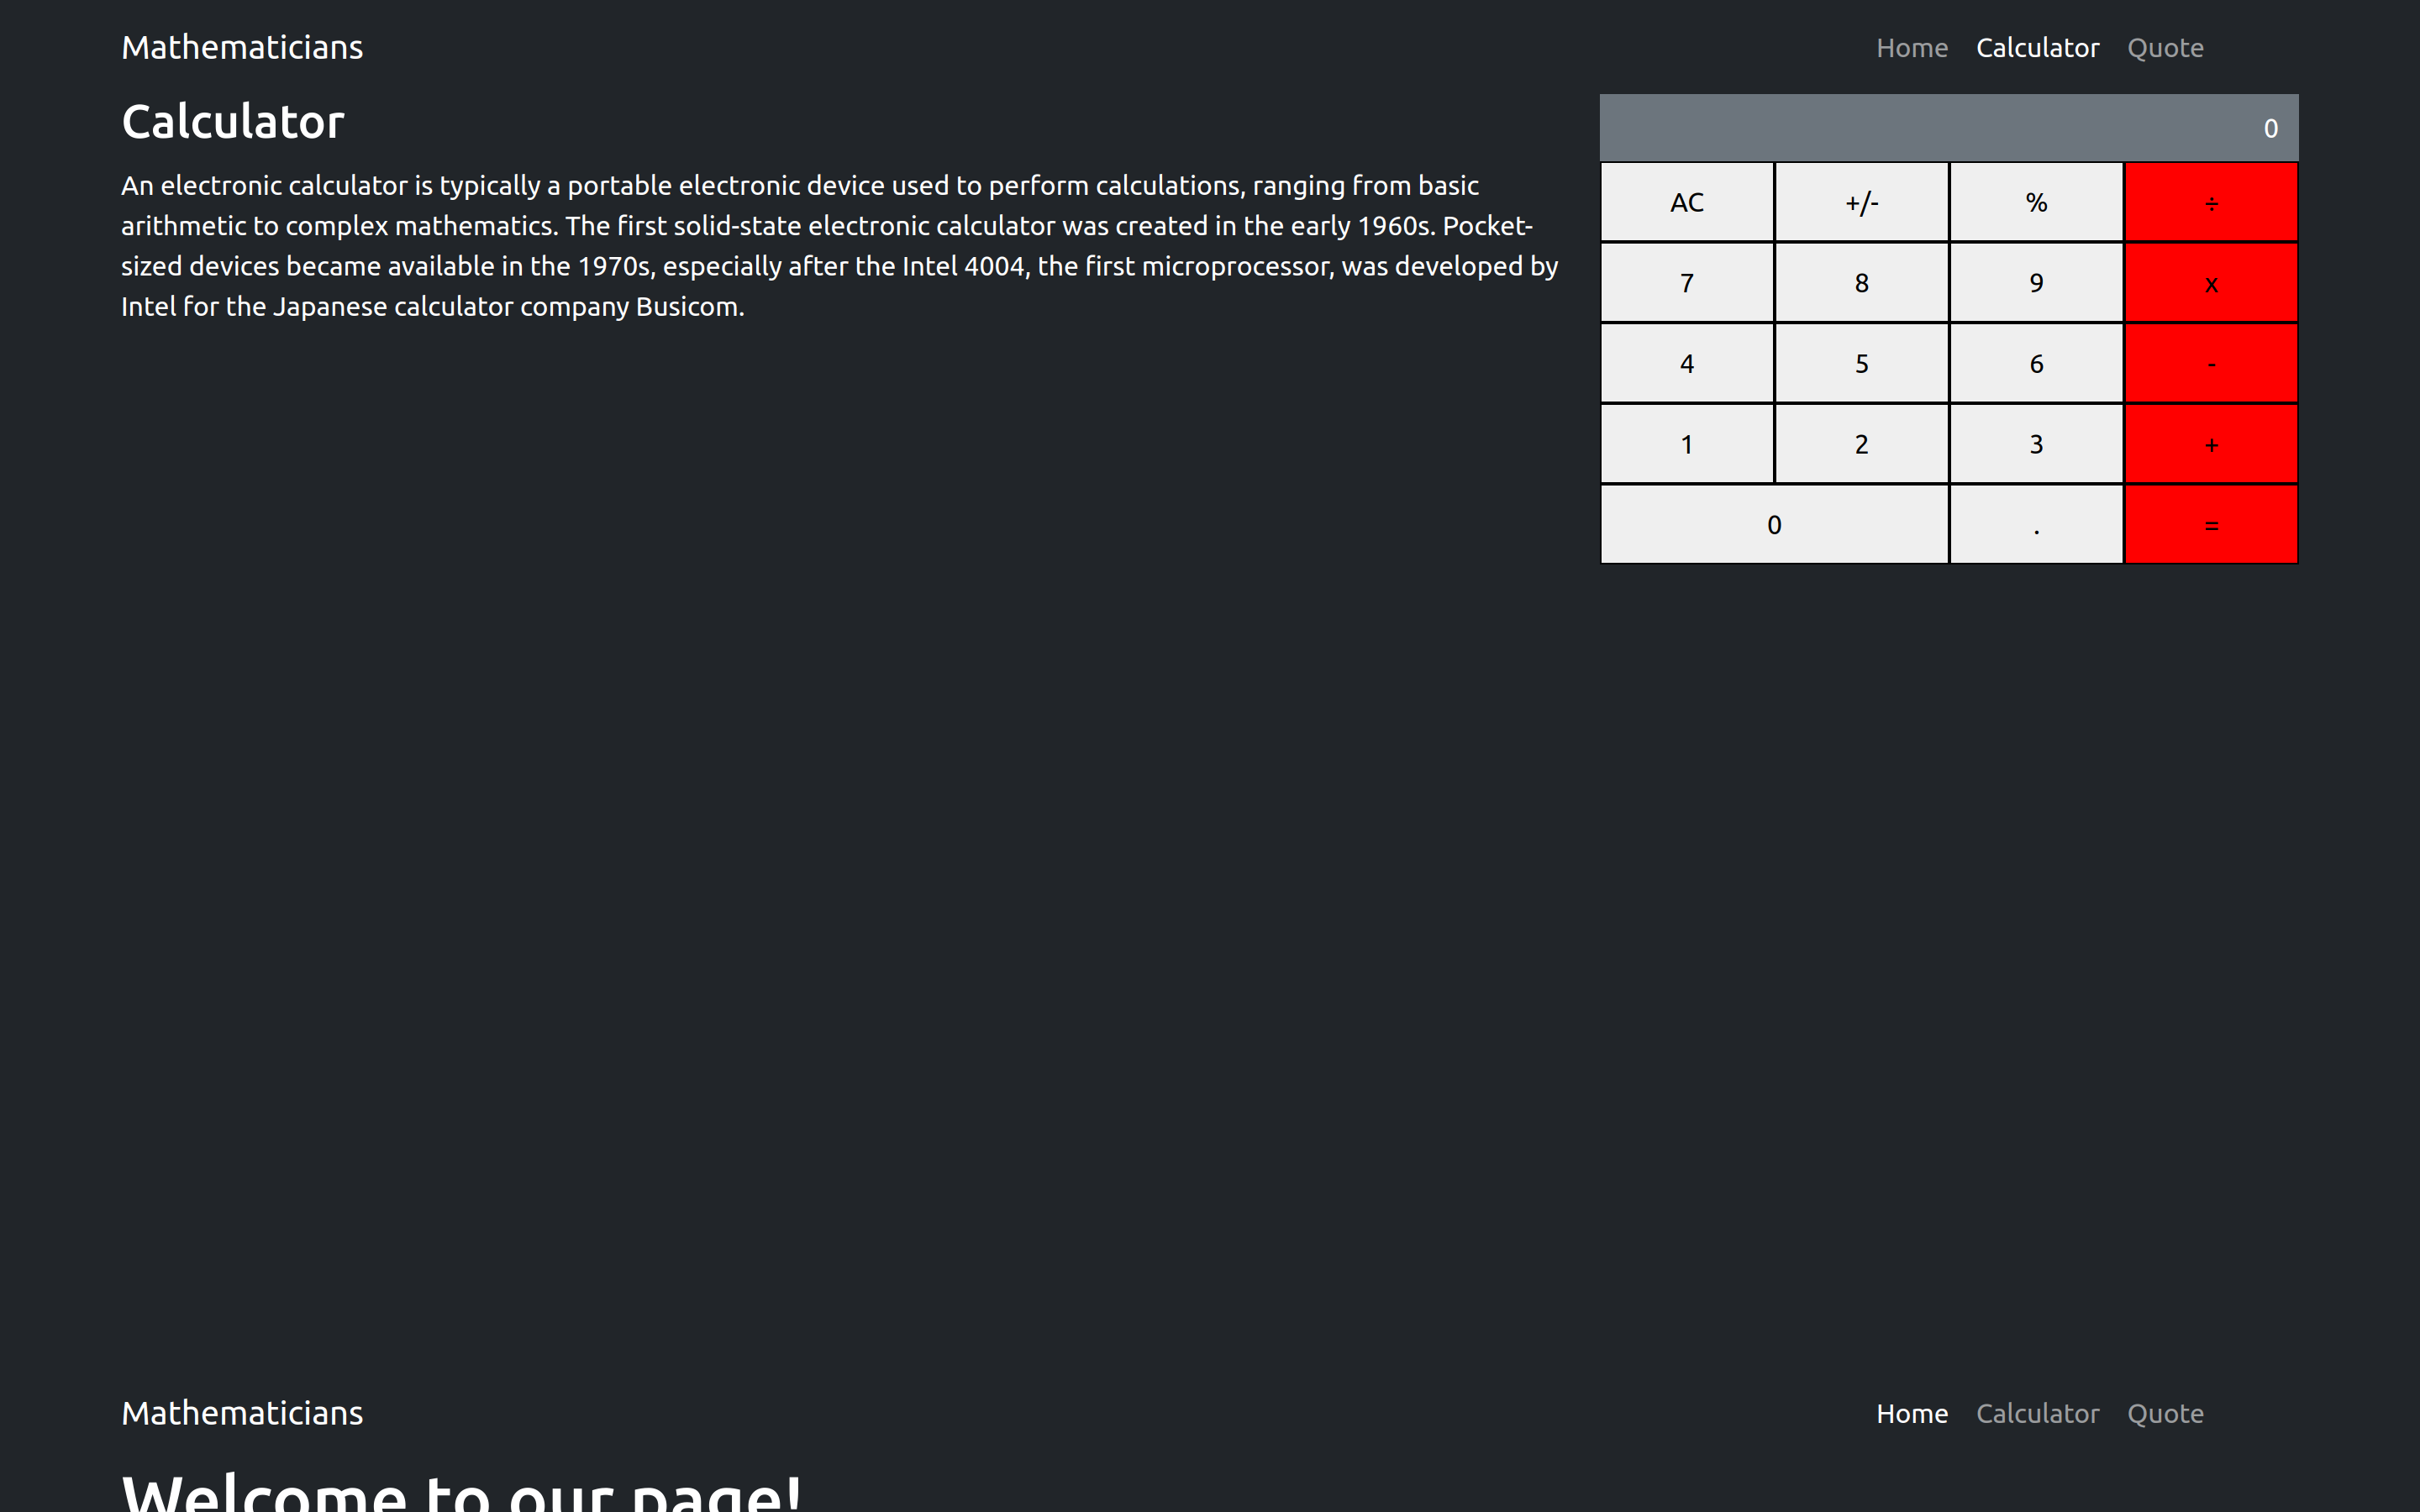 Mathematicians
Home Calculator Quote
Calculator
An electronic calculator is typically a portable electronic device used to perform calculations, ranging from basic
arithmetic to complex mathematics. The first solid-state electronic calculator was created in the early 1960s. Pocket-
sized devices became available in the 1970s, especially after the Intel 4004, the first microprocessor, was developed by
Intel for the Japanese calculator company Busicom.
0
AC +/- % ÷
7 8 9 x
4 5 6 -
1 2 3 +
0 . =
Mathematicians
Home Calculator Quote
Welcome to our page!